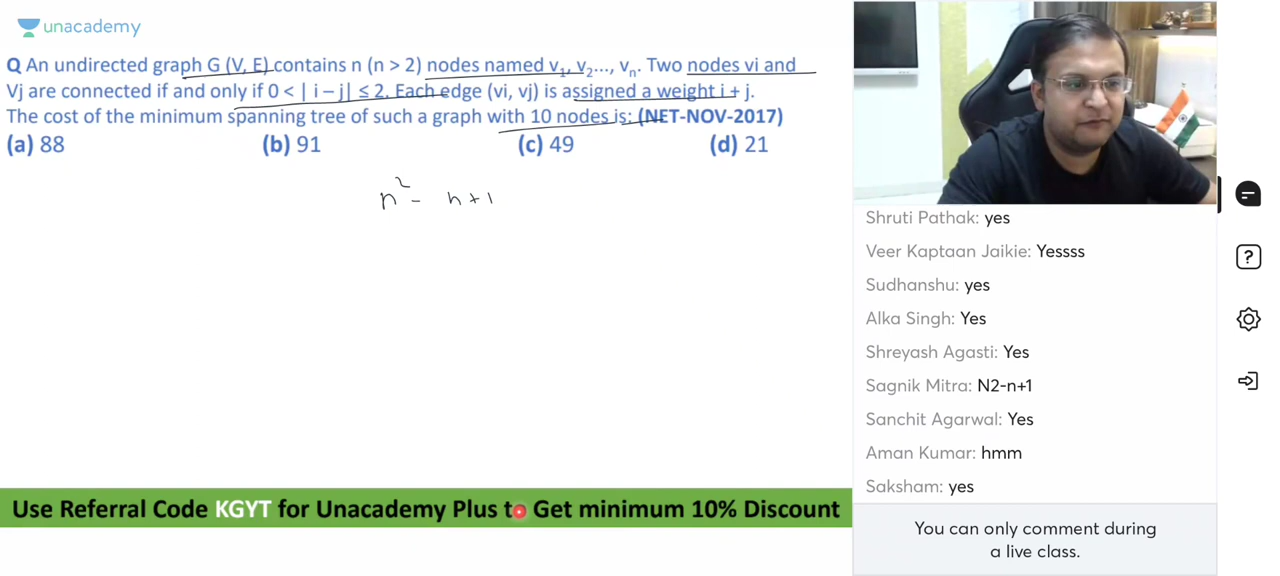 unacademy
Q An undirected graph G (V, E) contains n (n > 2) nodes named v1, v2..., vn. Two nodes vi and
Vj are connected if and only if 0 < | i – j| ≤ 2. Each edge (vi, vj) is assigned a weight i + j.
The cost of the minimum spanning tree of such a graph with 10 nodes is: (NET-NOV-2017)
(a) 88 (b) 91 (c) 49 (d) 21
n² - n + 1
Use Referral Code KGYT for Unacademy Plus to Get minimum 10% Discount
Shruti Pathak: yes
Veer Kaptaan Jaikie: Yessss
Sudhanshu: yes
Alka Singh: Yes
Shreyash Agasti: Yes
Sagnik Mitra: N2-n+1
Sanchit Agarwal: Yes
Aman Kumar: hmm
Saksham: yes
You can only comment during
a live class.
?